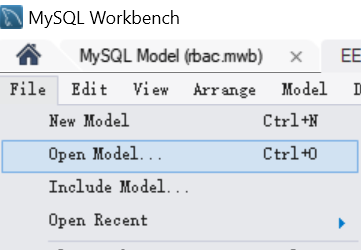 MySQL Workbench
MySQL Model (rbac.mwb) × EE
File Edit View Arrange Model
New Model Ctrl+N
Open Model... Ctrl+O
Include Model...
Open Recent